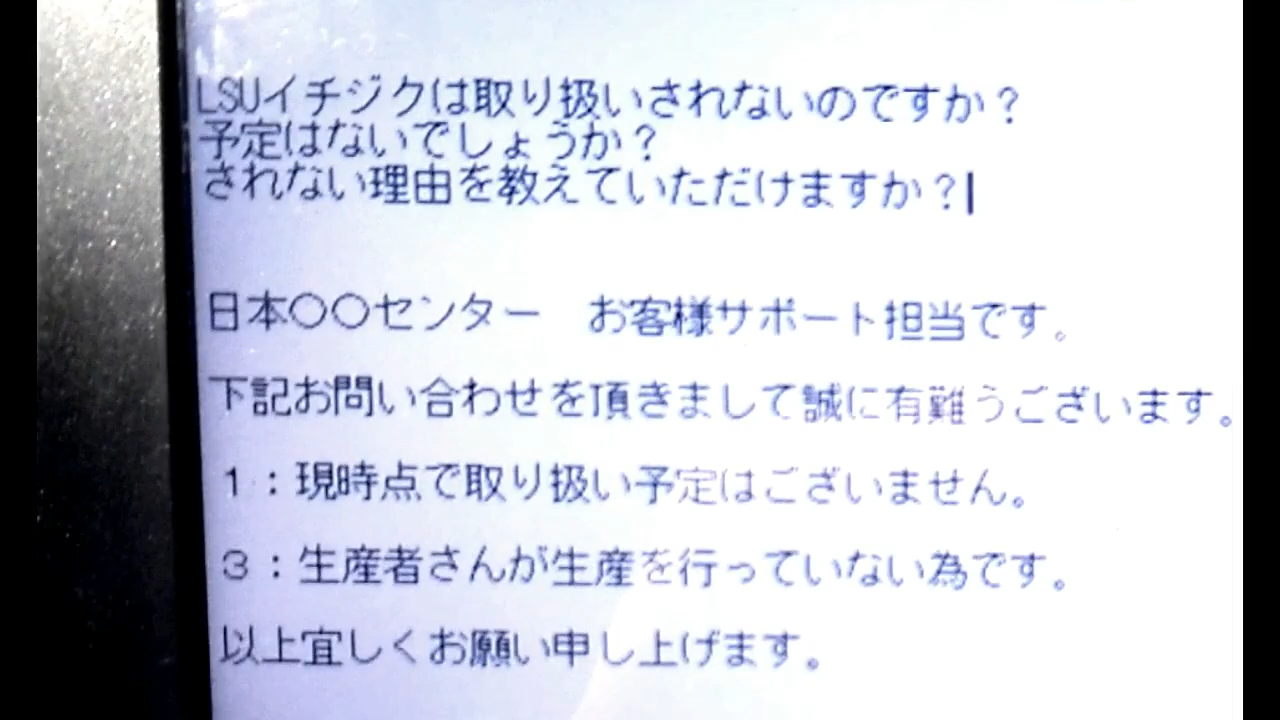 LSUイチジクは取り扱いされないのですか？
予定はないでしょうか？
されない理由を教えていただけますか？
日本〇〇センター　お客様サポート担当です。
下記お問い合わせを頂きまして誠に有難うございます。
１：現時点で取り扱い予定はございません。
３：生産者さんが生産を行っていない為です。
以上宜しくお願い申し上げます。